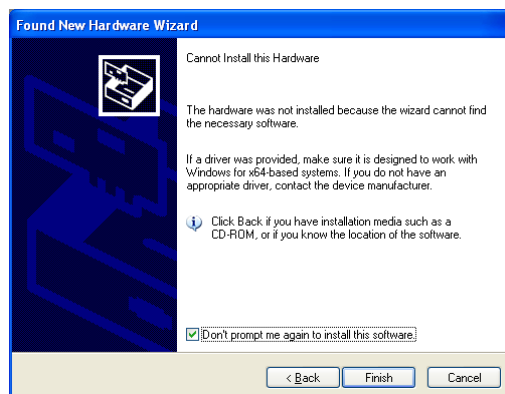 Found New Hardware Wizard
Cannot Install this Hardware
The hardware was not installed because the wizard cannot find
the necessary software.
If a driver was provided, make sure it is designed to work with
Windows for x64-based systems. If you do not have an
appropriate driver, contact the device manufacturer.
Click Back if you have installation media such as a
CD-ROM, or if you know the location of the software.
Don't prompt me again to install this software.
< Back
Finish
Cancel